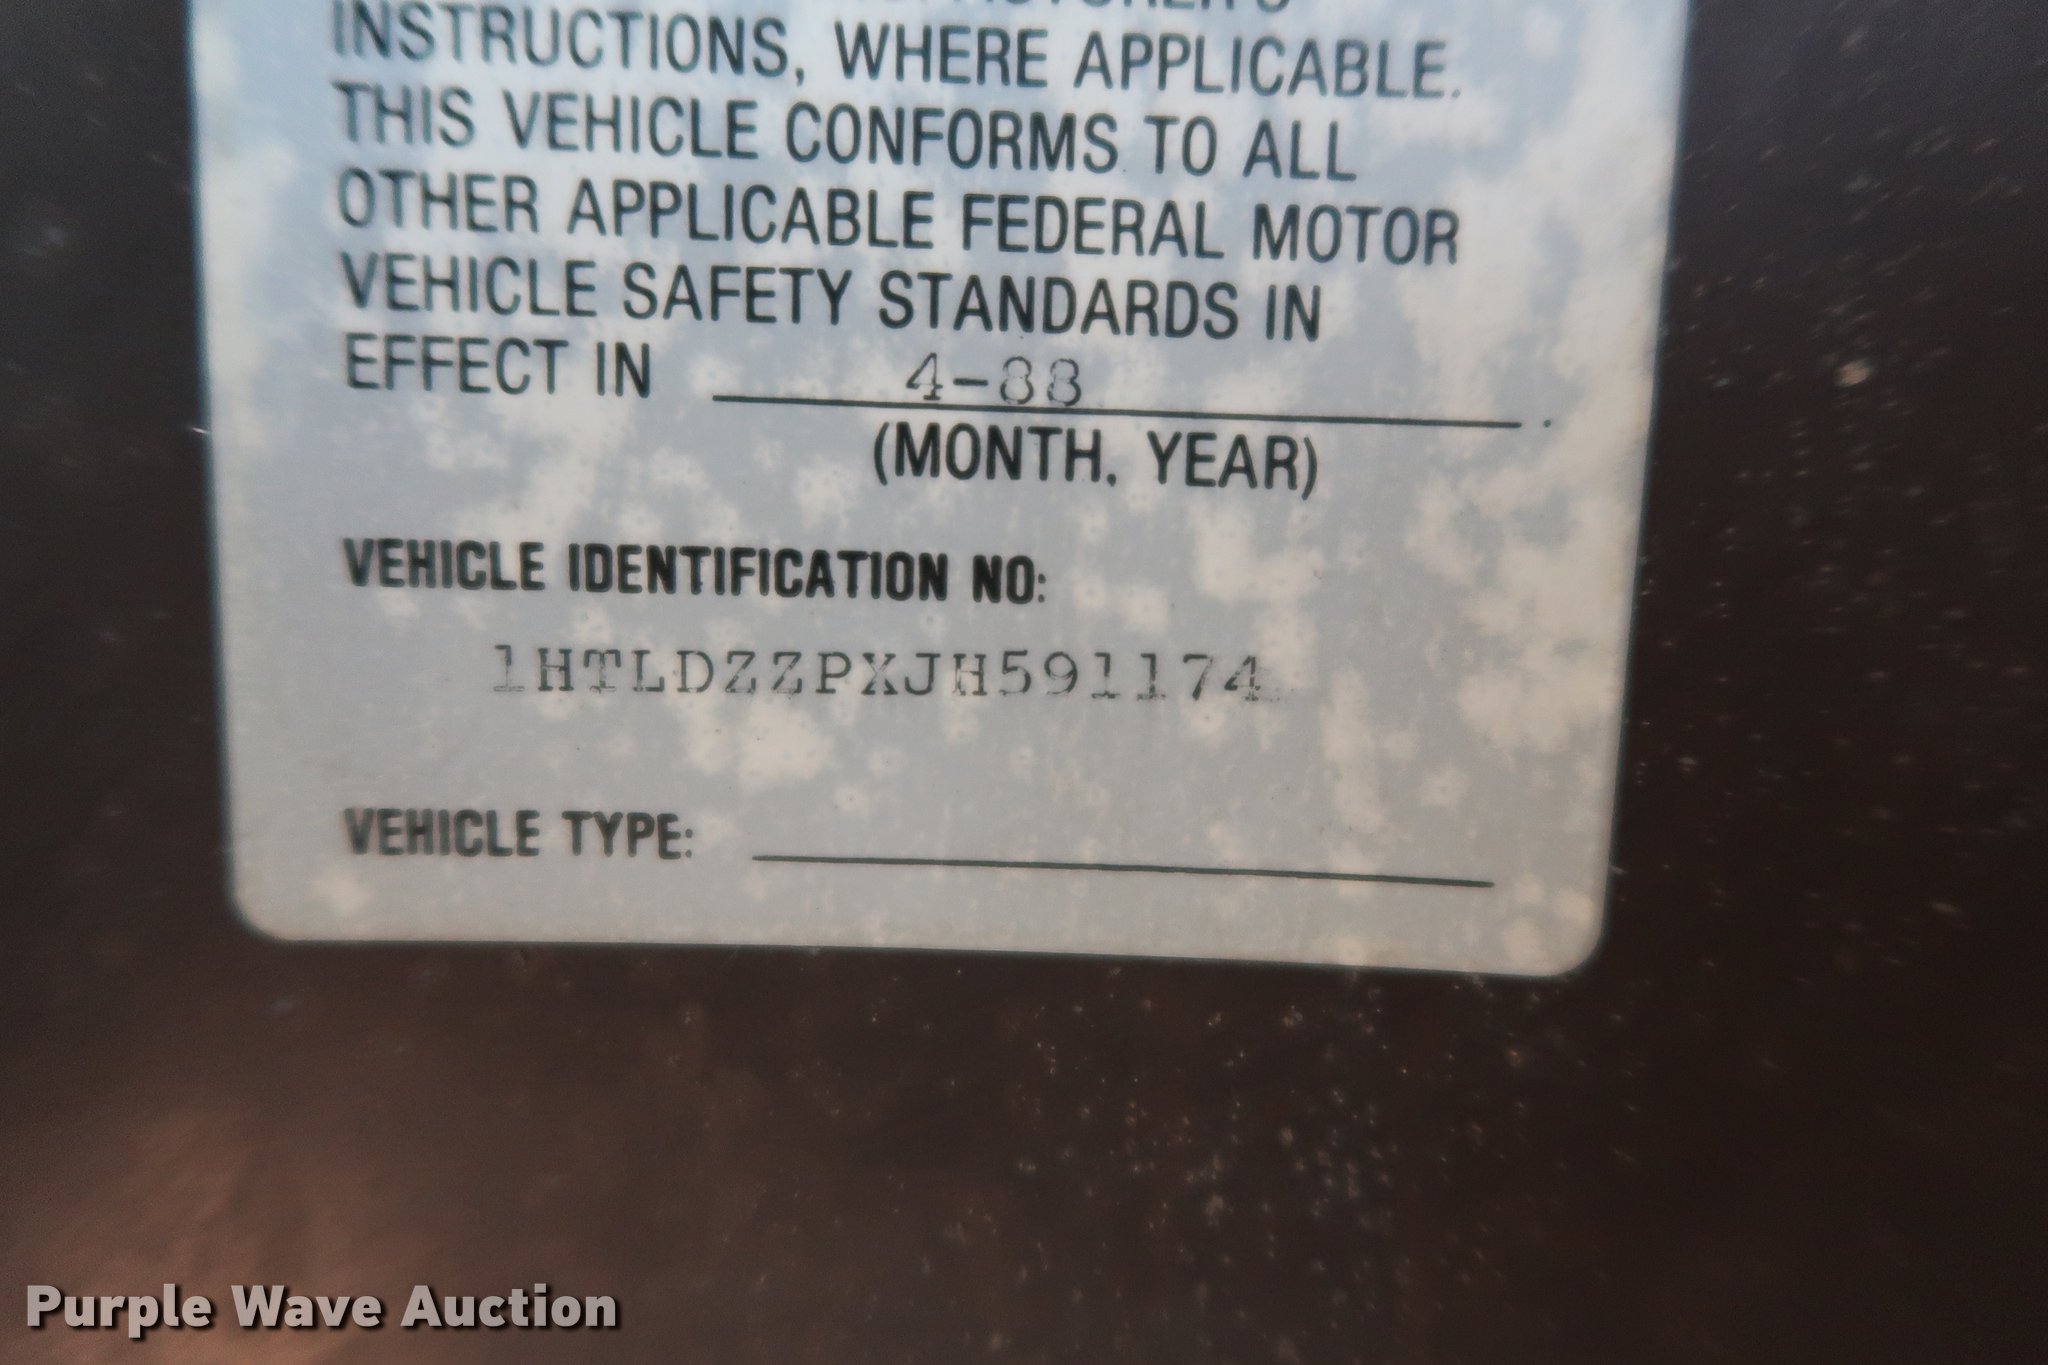 INSTRUCTIONS, WHERE APPLICABLE.
THIS VEHICLE CONFORMS TO ALL
OTHER APPLICABLE FEDERAL MOTOR
VEHICLE SAFETY STANDARDS IN
EFFECT IN 4-88.
(MONTH, YEAR)
VEHICLE IDENTIFICATION NO:
1HTLDZZPXJH591174
VEHICLE TYPE:
Purple Wave Auction